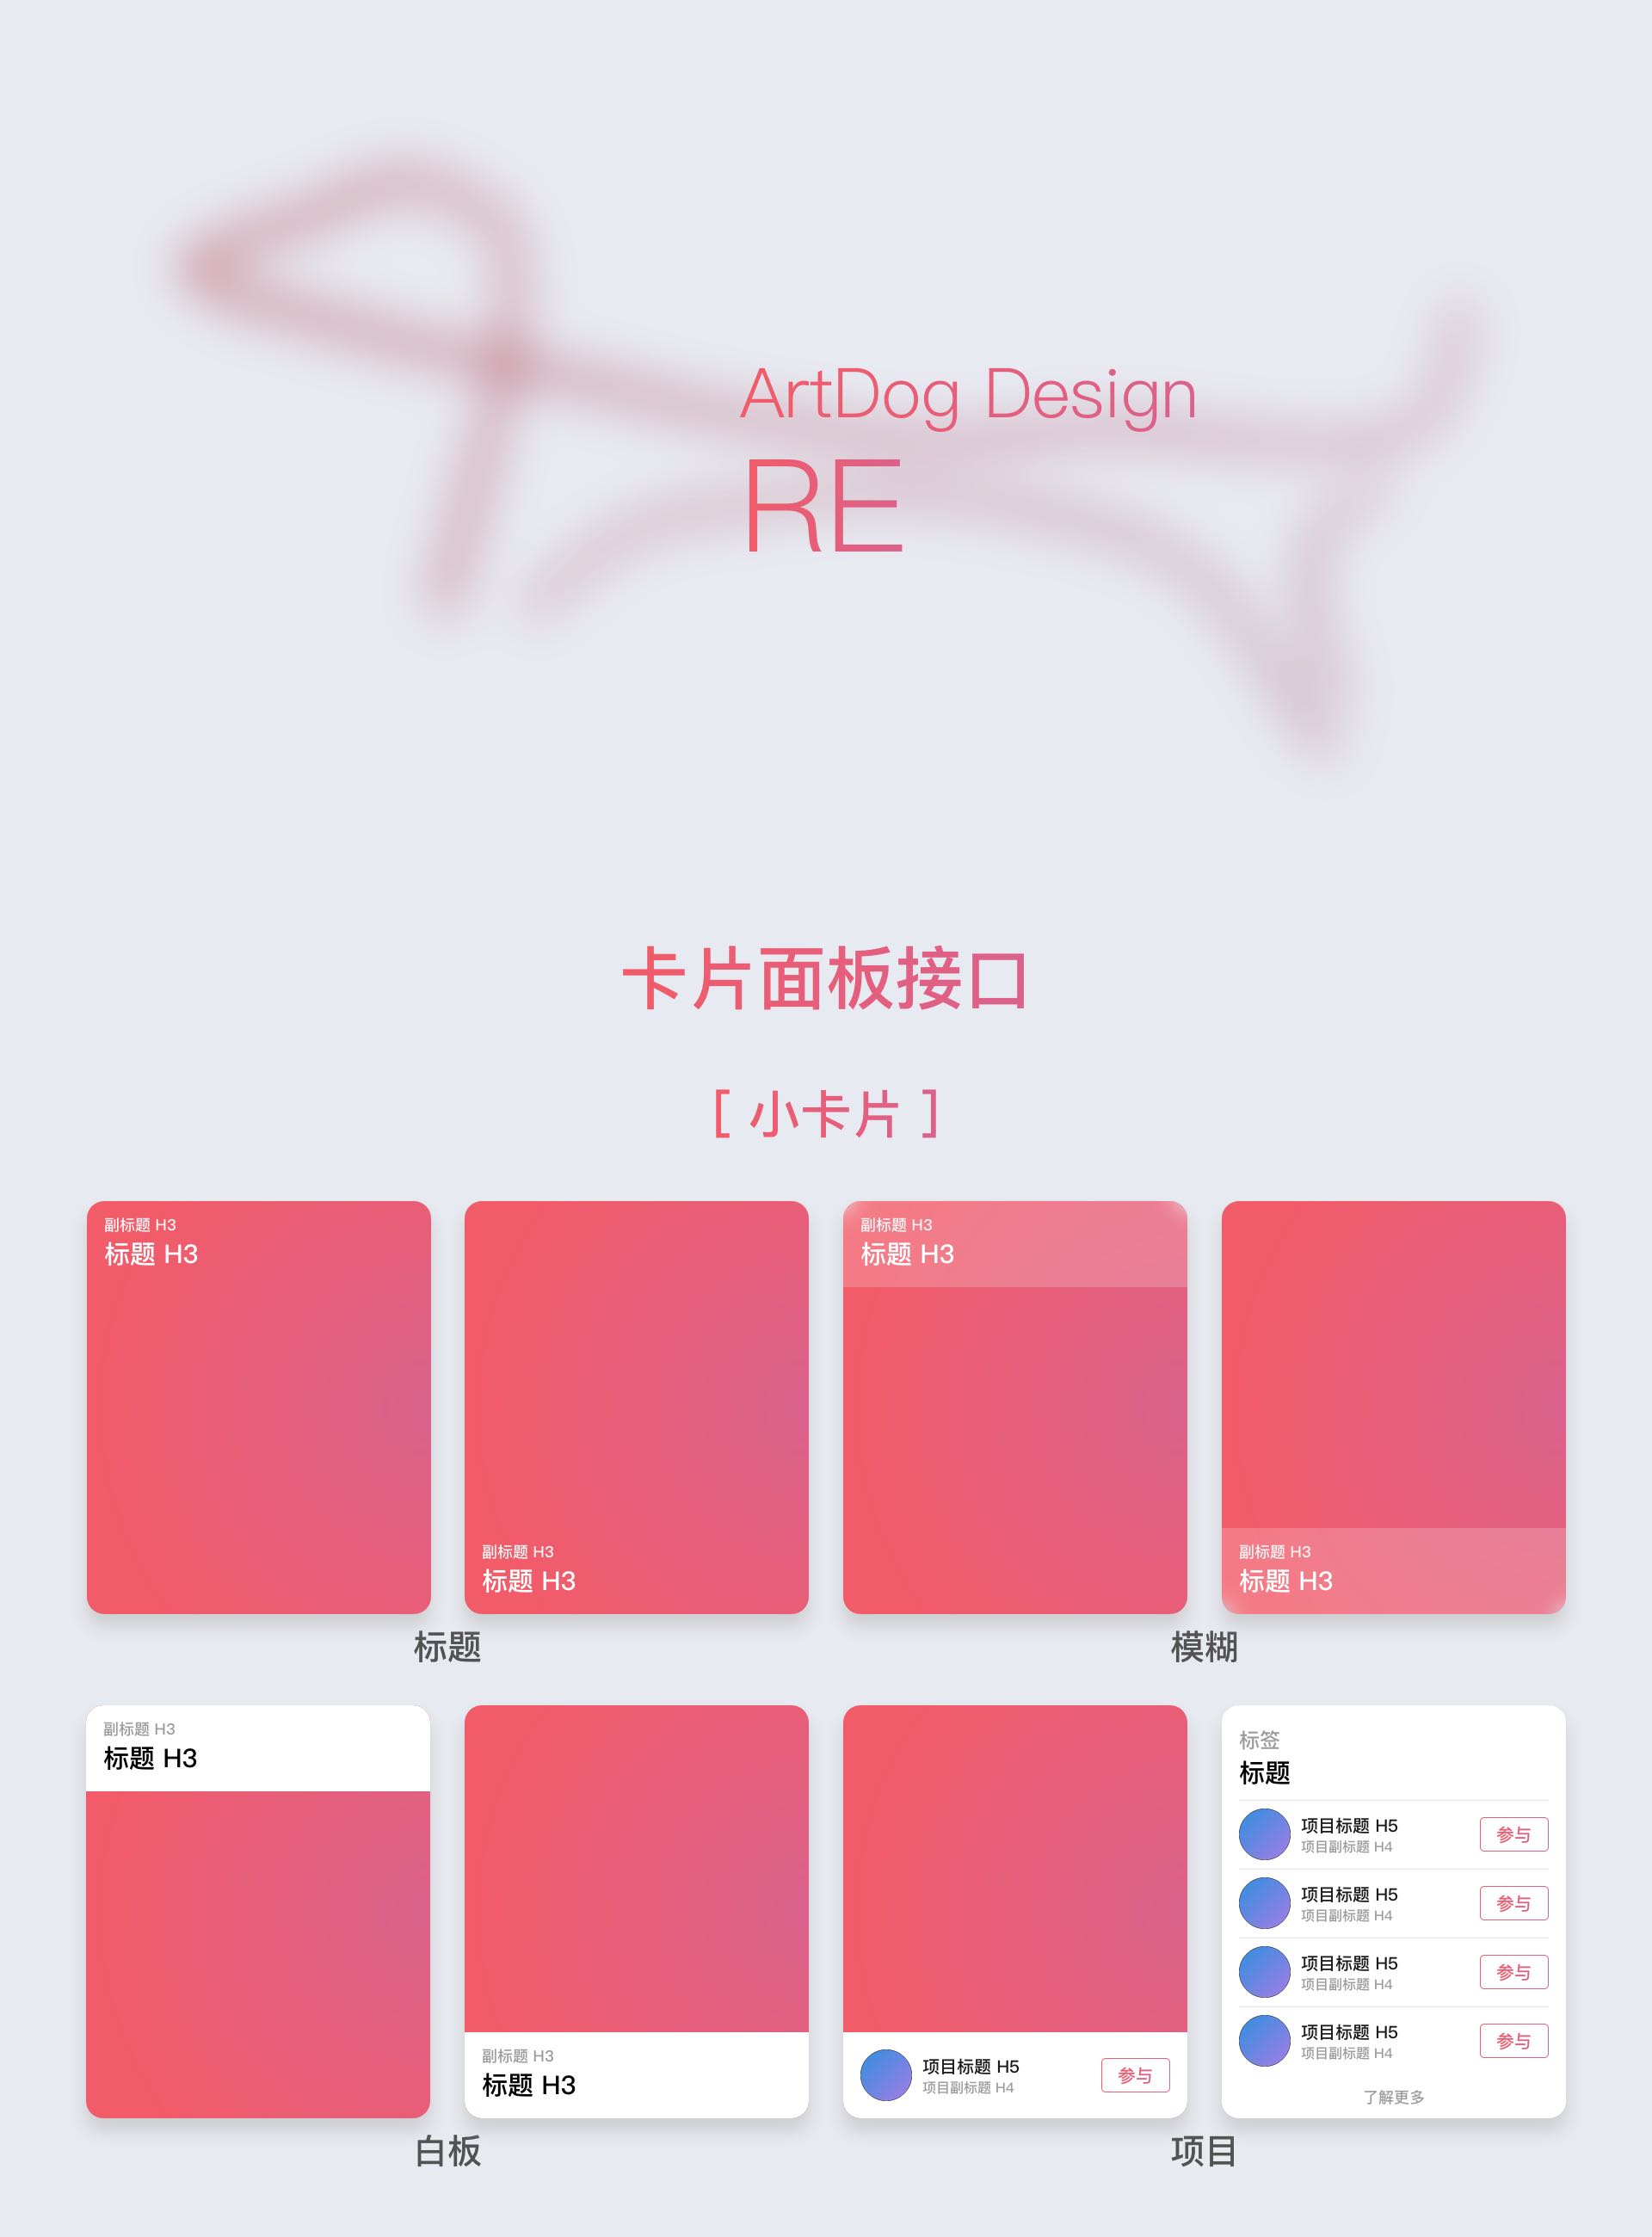 ArtDog Design
RE
卡片面板接口
[ 小卡片 ]
副标题 H3
标题 H3
副标题 H3
标题 H3
副标题 H3
标题 H3
副标题 H3
标题 H3
标题
模糊
副标题 H3
标题 H3
副标题 H3
标题 H3
项目标题 H5
项目副标题 H4
参与
标签
标题
项目标题 H5
项目副标题 H4
参与
项目标题 H5
项目副标题 H4
参与
项目标题 H5
项目副标题 H4
参与
项目标题 H5
项目副标题 H4
参与
了解更多
白板
项目